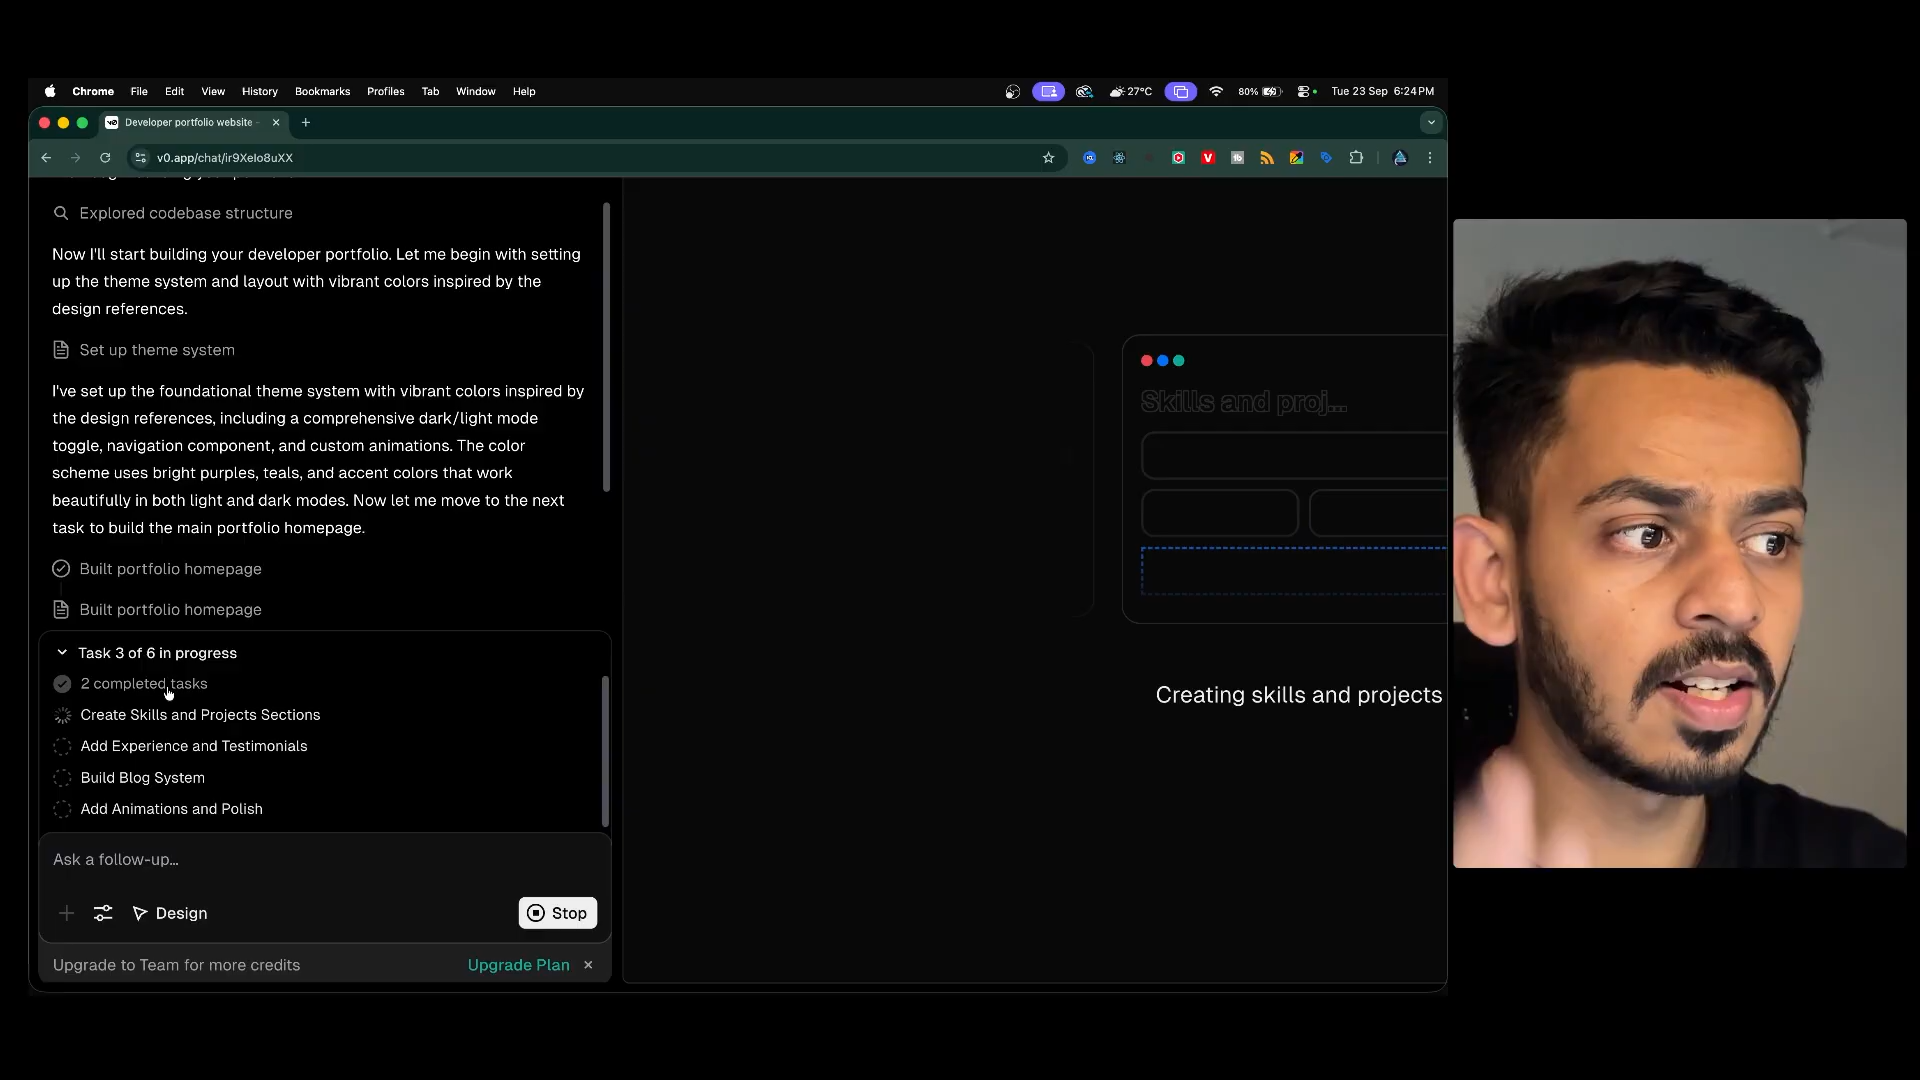 Chrome File Edit View History Bookmarks Profiles Tab Window Help 27°C 80% Tue 23 Sep 6:24 PM
Developer portfolio website -
v0.app/chat/ir9Xelo8uXX
Explored codebase structure
Now I'll start building your developer portfolio. Let me begin with setting
up the theme system and layout with vibrant colors inspired by the
design references.
Set up theme system
I've set up the foundational theme system with vibrant colors inspired by
the design references, including a comprehensive dark/light mode
toggle, navigation component, and custom animations. The color
scheme uses bright purples, teals, and accent colors that work
beautifully in both light and dark modes. Now let me move to the next
task to build the main portfolio homepage.
Built portfolio homepage
Built portfolio homepage
Task 3 of 6 in progress
2 completed tasks
Create Skills and Projects Sections
Add Experience and Testimonials
Build Blog System
Add Animations and Polish
Ask a follow-up...
Design
Stop
Upgrade to Team for more credits Upgrade Plan
Skills and proj...
Creating skills and projects